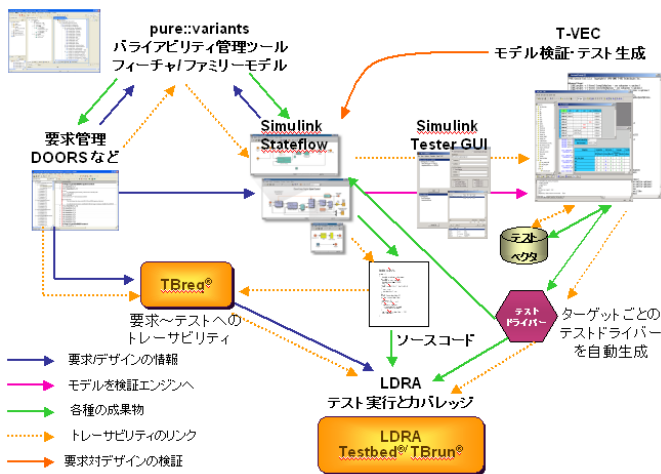 pure::variants
バライアビリティ管理ツール
フィーチャ/ファミリーモデル
T-VEC
モデル検証・テスト生成
要求管理
DOORSなど
Simulink
Stateflow
Simulink
Tester GUI
テスト
ベクタ
TBreq®
要求～テストへの
トレーサビリティ
ソースコード
テスト
ドライバー
ターゲットごとの
テストドライバー
を自動生成
要求/デザインの情報
モデルを検証エンジンへ
各種の成果物
トレーサビリティのリンク
要求対デザインの検証
LDRA
テスト実行とカバレッジ
LDRA
Testbed®/TBrun®